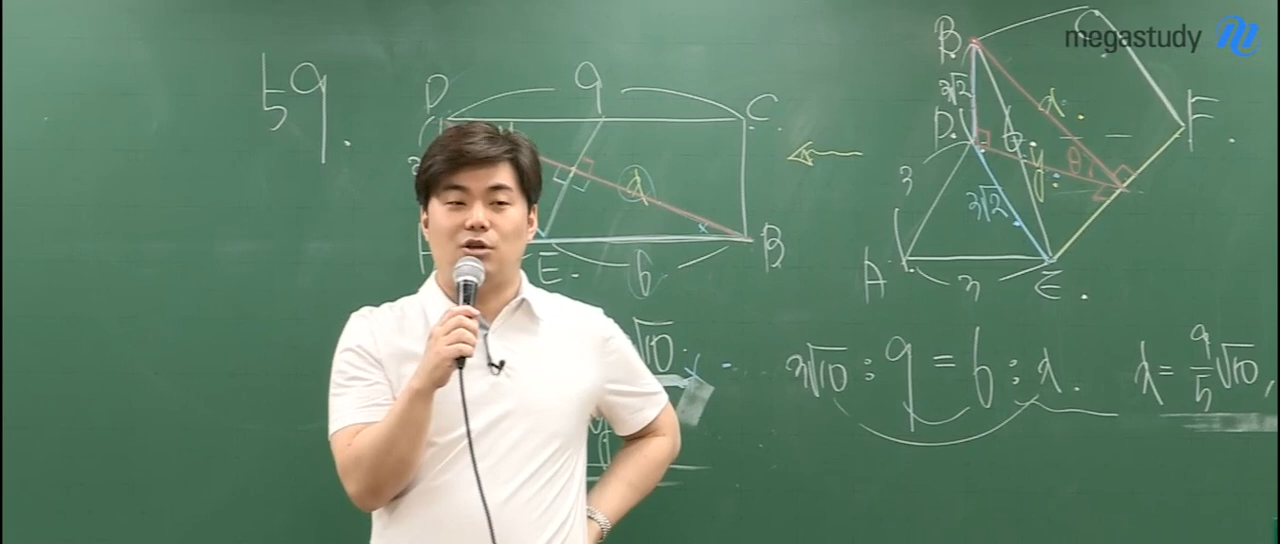 megastudy
59.
D 9 C
E 6 B
d
x
√10
B C F
3√2 d
D y θ
3 3√2
A 3 E
3√10 : 9 = 6 : d. d = 9/5 √10,